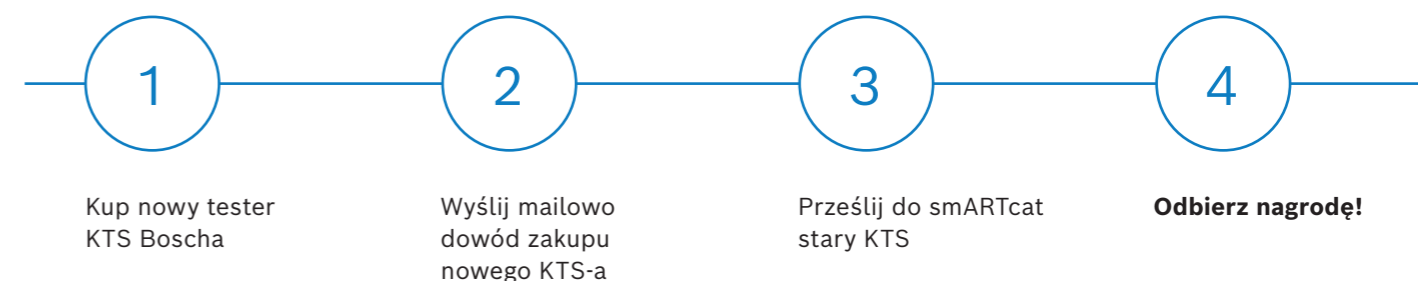 1
2
3
4
Kup nowy tester
KTS Boscha
Wyślij mailowo
dowód zakupu
nowego KTS-a
Prześlij do smARTcat
stary KTS
Odbierz nagrodę!